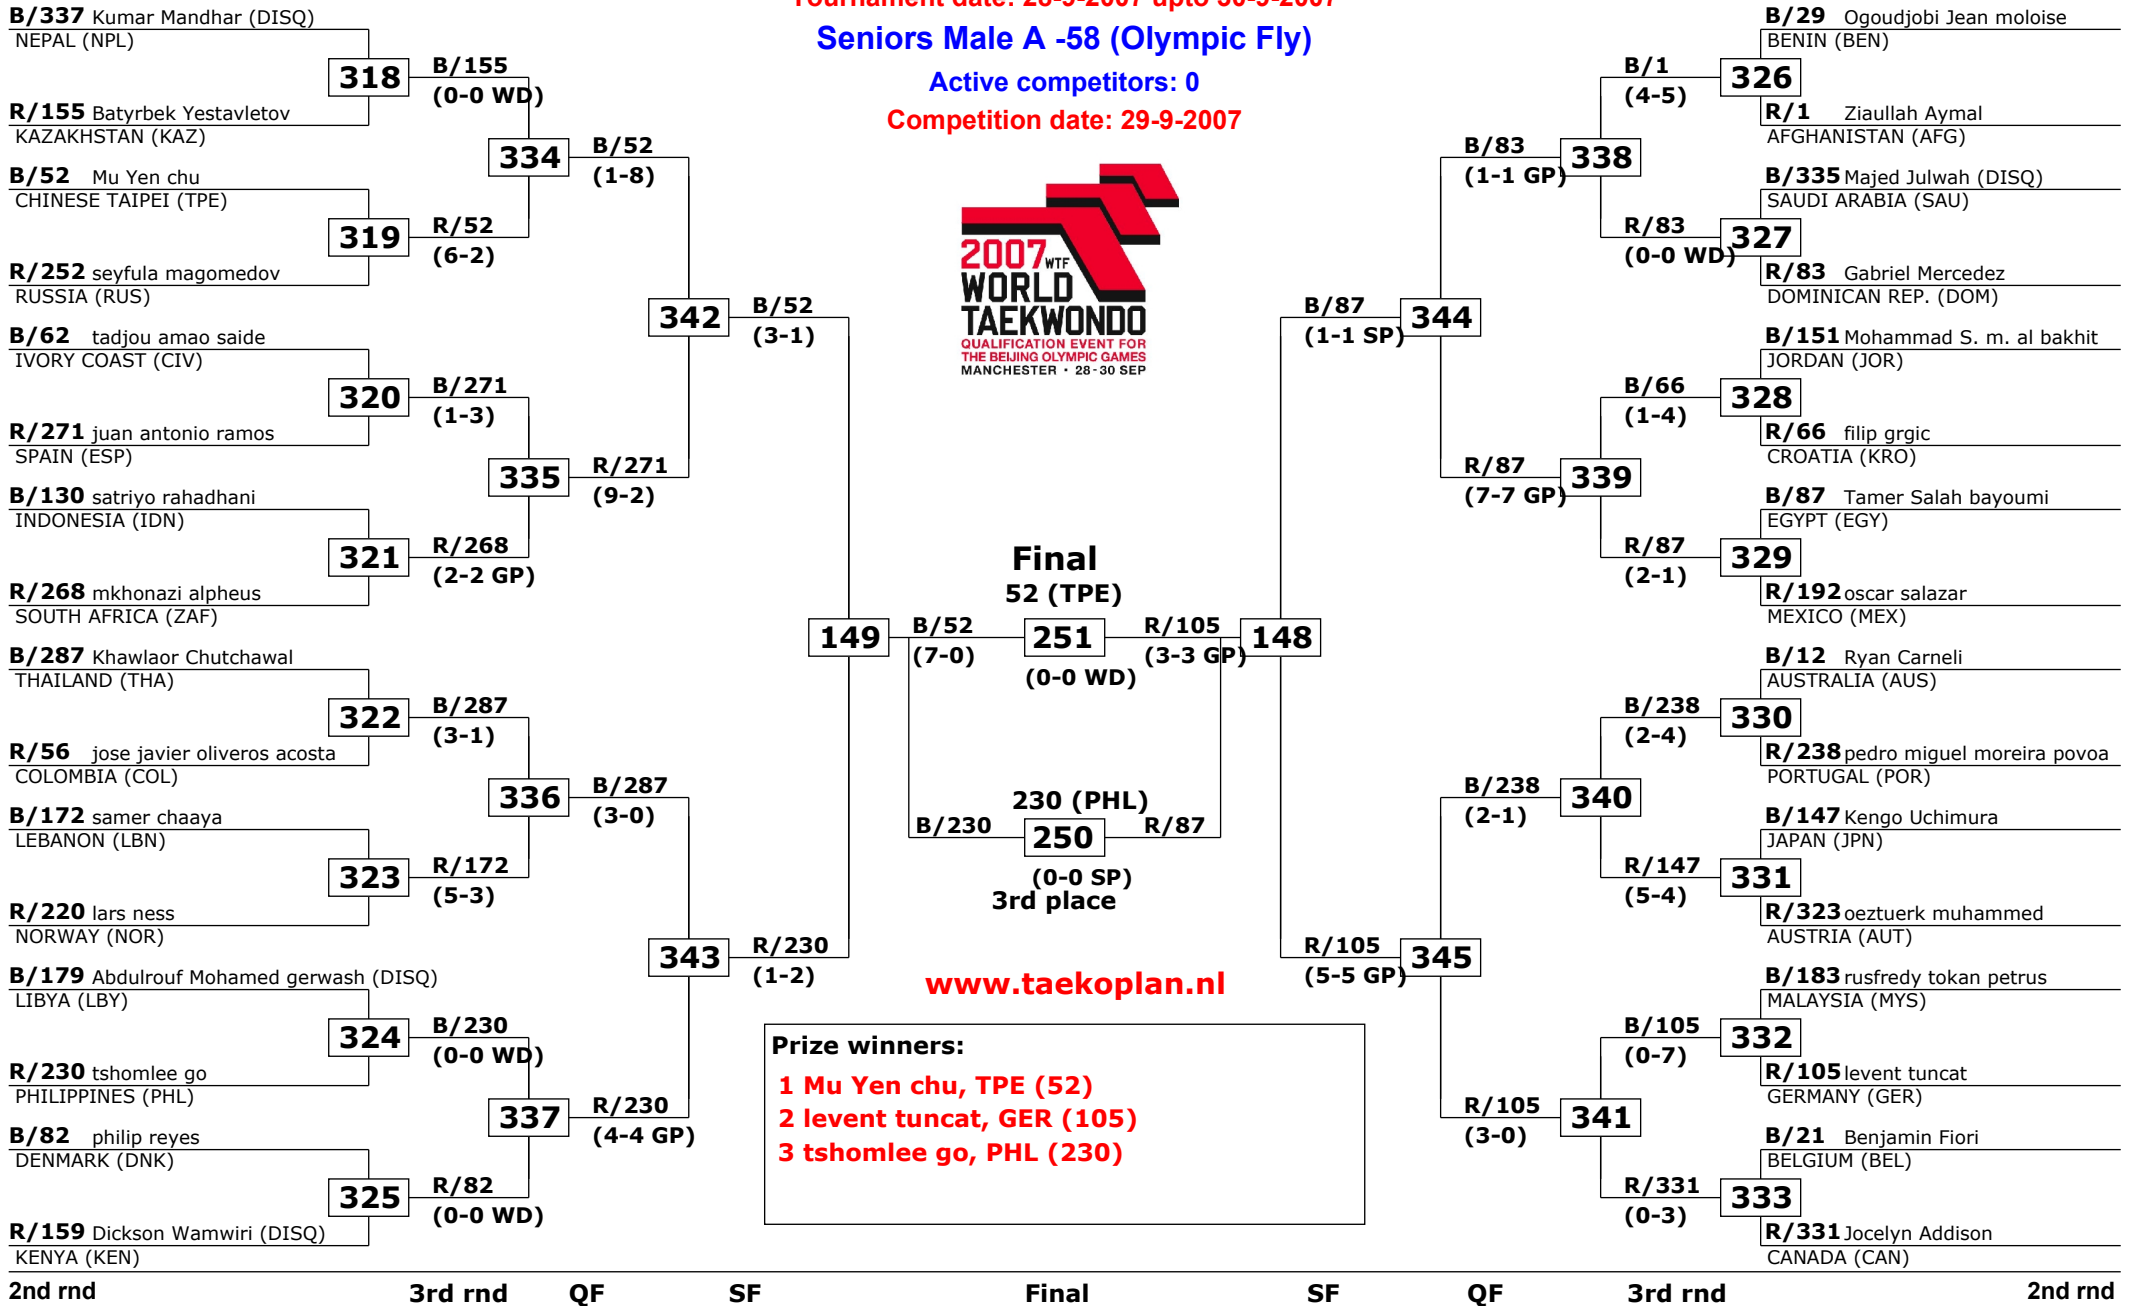 Tournament date: 28-9-2007 upto 30-9-2007
Seniors Male A -58 (Olympic Fly)
Active competitors: 0
Competition date: 29-9-2007
2007 WTF
WORLD
TAEKWONDO
QUALIFICATION EVENT FOR
THE BEIJING OLYMPIC GAMES
MANCHESTER • 28-30 SEP
B/337 Kumar Mandhar (DISQ)
NEPAL (NPL)
318
R/155 Batyrbek Yestavletov
KAZAKHSTAN (KAZ)
B/52 Mu Yen chu
CHINESE TAIPEI (TPE)
319
R/252 seyfula magomedov
RUSSIA (RUS)
B/62 tadjou amao saide
IVORY COAST (CIV)
320
R/271 juan antonio ramos
SPAIN (ESP)
B/130 satriyo rahadhani
INDONESIA (IDN)
321
R/268 mkhonazi alpheus
SOUTH AFRICA (ZAF)
B/287 Khawlaor Chutchawal
THAILAND (THA)
322
R/56 jose javier oliveros acosta
COLOMBIA (COL)
B/172 samer chaaya
LEBANON (LBN)
323
R/220 lars ness
NORWAY (NOR)
B/179 Abdulrouf Mohamed gerwash (DISQ)
LIBYA (LBY)
324
R/230 tshomlee go
PHILIPPINES (PHL)
B/82 philip reyes
DENMARK (DNK)
325
R/159 Dickson Wamwiri (DISQ)
KENYA (KEN)
B/155
(0-0 WD)
334
R/52
(6-2)
B/271
(1-3)
335
R/268
(2-2 GP)
B/287
(3-1)
336
R/172
(5-3)
B/230
(0-0 WD)
337
R/82
(0-0 WD)
B/52
(1-8)
342
R/271
(9-2)
B/287
(3-0)
343
R/230
(4-4 GP)
B/52
(3-1)
149
R/230
(1-2)
Final
52 (TPE)
B/52
(7-0)
251
(0-0 WD)
R/105
(3-3 GP)
230 (PHL)
B/230
250
R/87
(0-0 SP)
3rd place
www.taekoplan.nl
Prize winners:
1 Mu Yen chu, TPE (52)
2 levent tuncat, GER (105)
3 tshomlee go, PHL (230)
B/87
(1-1 SP)
148
R/105
(5-5 GP)
B/83
(1-1 GP)
344
R/87
(7-7 GP)
B/238
(2-1)
345
R/105
(3-0)
B/1
(4-5)
338
R/83
(0-0 WD)
B/66
(1-4)
339
R/87
(2-1)
B/238
(2-4)
340
R/147
(5-4)
B/105
(0-7)
341
R/331
(0-3)
B/29 Ogoudjobi Jean moloise
BENIN (BEN)
326
R/1 Ziaullah Aymal
AFGHANISTAN (AFG)
B/335 Majed Julwah (DISQ)
SAUDI ARABIA (SAU)
327
R/83 Gabriel Mercedez
DOMINICAN REP. (DOM)
B/151 Mohammad S. m. al bakhit
JORDAN (JOR)
328
R/66 filip grgic
CROATIA (KRO)
B/87 Tamer Salah bayoumi
EGYPT (EGY)
329
R/192 oscar salazar
MEXICO (MEX)
B/12 Ryan Carneli
AUSTRALIA (AUS)
330
R/238 pedro miguel moreira povoa
PORTUGAL (POR)
B/147 Kengo Uchimura
JAPAN (JPN)
331
R/323 oeztuerk muhammed
AUSTRIA (AUT)
B/183 rusfredy tokan petrus
MALAYSIA (MYS)
332
R/105 levent tuncat
GERMANY (GER)
B/21 Benjamin Fiori
BELGIUM (BEL)
333
R/331 Jocelyn Addison
CANADA (CAN)
2nd rnd 3rd rnd QF SF Final SF QF 3rd rnd 2nd rnd